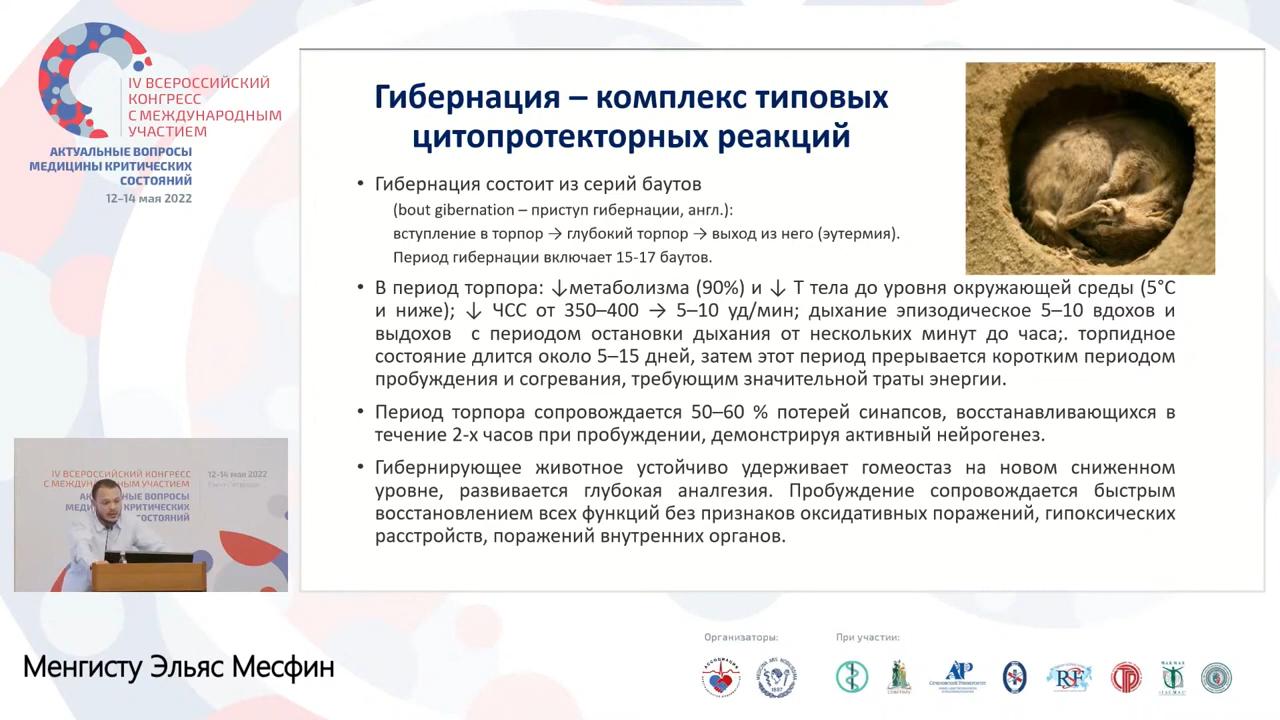 IV ВСЕРОССИЙСКИЙ
КОНГРЕСС
С МЕЖДУНАРОДНЫМ
УЧАСТИЕМ
АКТУАЛЬНЫЕ ВОПРОСЫ
МЕДИЦИНЫ КРИТИЧЕСКИХ
СОСТОЯНИЙ
12–14 мая 2022
Гибернация – комплекс типовых
цитопротекторных реакций
• Гибернация состоит из серий баутов
(bout gibernation – приступ гибернации, англ.):
вступление в торпор → глубокий торпор → выход из него (эутермия).
Период гибернации включает 15-17 баутов.
• В период торпора: ↓метаболизма (90%) и ↓ Т тела до уровня окружающей среды (5°С
и ниже); ↓ ЧСС от 350–400 → 5–10 уд/мин; дыхание эпизодическое 5–10 вдохов и
выдохов с периодом остановки дыхания от нескольких минут до часа;. торпидное
состояние длится около 5–15 дней, затем этот период прерывается коротким периодом
пробуждения и согревания, требующим значительной траты энергии.
• Период торпора сопровождается 50–60 % потерей синапсов, восстанавливающихся в
течение 2-х часов при пробуждении, демонстрируя активный нейрогенез.
• Гибернирующее животное устойчиво удерживает гомеостаз на новом сниженном
уровне, развивается глубокая аналгезия. Пробуждение сопровождается быстрым
восстановлением всех функций без признаков оксидативных поражений, гипоксических
расстройств, поражений внутренних органов.
IV ВСЕРОССИЙСКИЙ КОНГРЕСС
12-14 мая 2022
Менгисту Эльяс Месфин
Организаторы:
При участии: